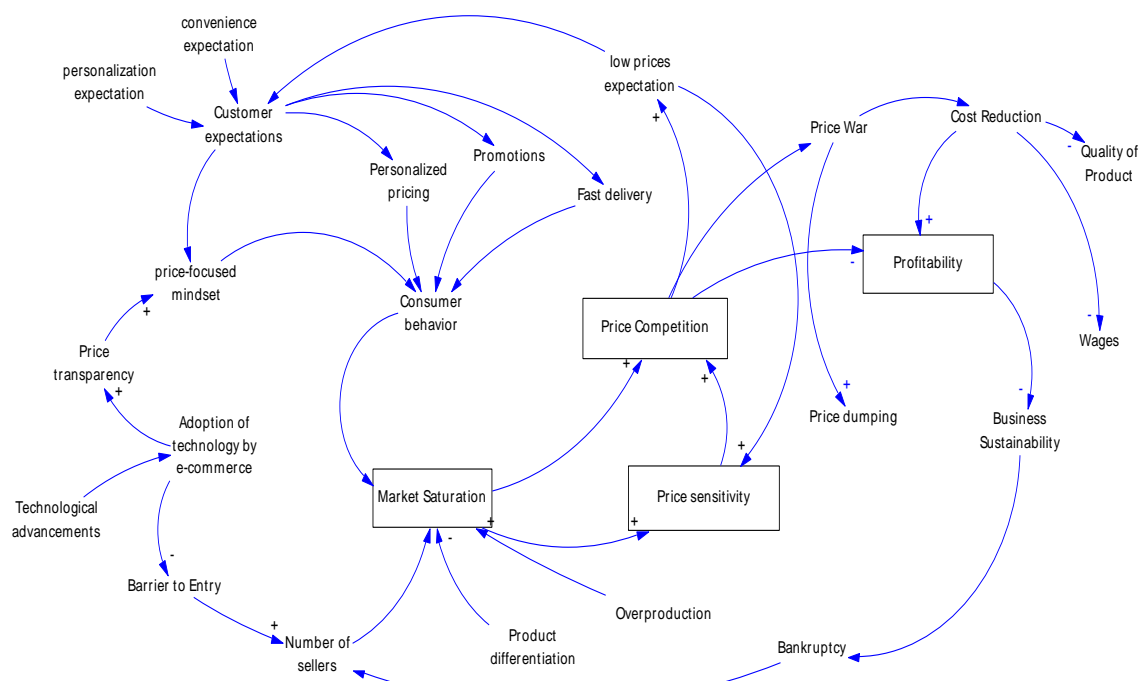 convenience
expectation
personalization
expectation
Customer
expectations
low prices
expectation
+
Price War
Cost Reduction
-
Quality of
Product
Personalized
pricing
Promotions
Fast delivery
+
Profitability
-
price-focused
mindset
+
Consumer
behavior
Price Competition
+
+
-
Wages
Price
transparency
+
+
Price dumping
-
Business
Sustainability
Adoption of
technology by
e-commerce
Technological
advancements
Market Saturation
+
-
+
Price sensitivity
+
-
Barrier to Entry
+
Number of
sellers
Product
differentiation
Overproduction
Bankruptcy